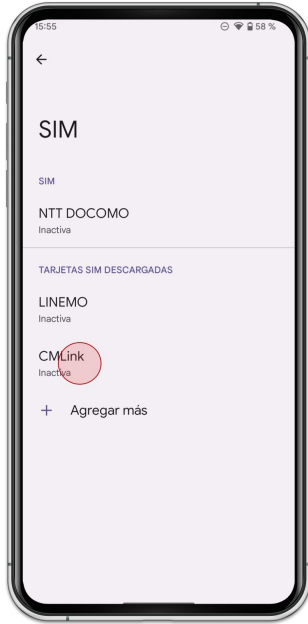 15:55
58 %
SIM
SIM
NTT DOCOMO
Inactiva
TARJETAS SIM DESCARGADAS
LINEMO
Inactiva
CMLink
Inactiva
+ Agregar más